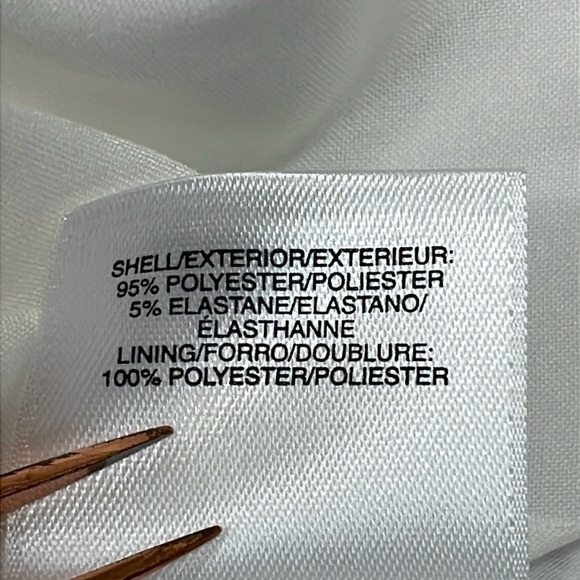 SHELL/EXTERIOR/EXTERIEUR:
95% POLYESTER/POLIESTER
5% ELASTANE/ELASTANO/
ÉLASTHANNE
LINING/FORRO/DOUBLURE:
100% POLYESTER/POLIESTER